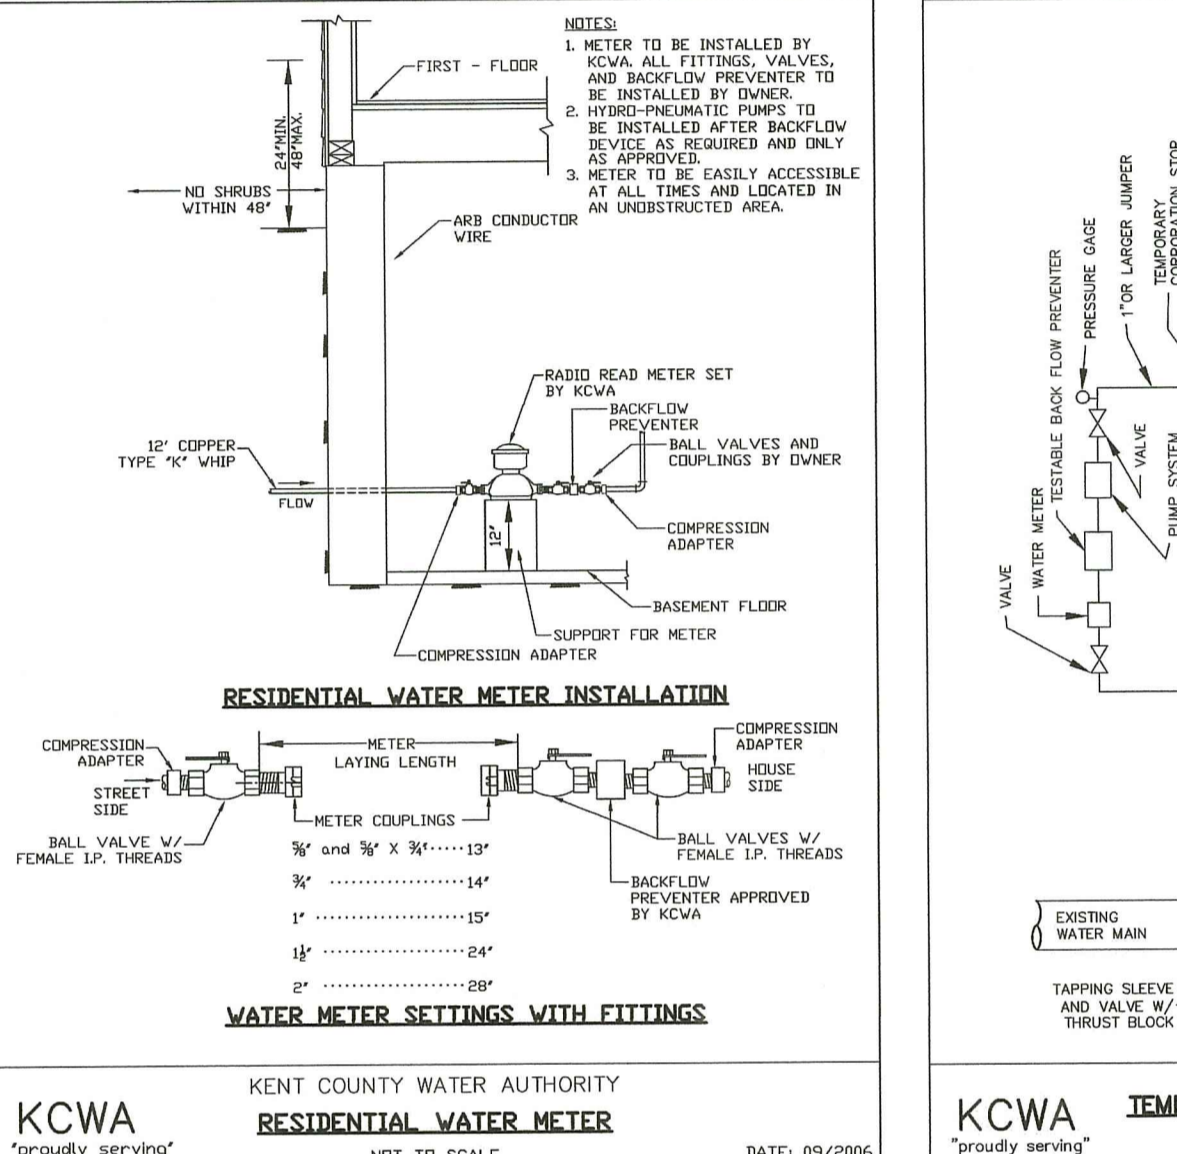 NOTES:
1. METER TO BE INSTALLED BY
KCWA. ALL FITTINGS, VALVES,
AND BACKFLOW PREVENTER TO
BE INSTALLED BY OWNER.
2. HYDRO-PNEUMATIC PUMPS TO
BE INSTALLED AFTER BACKFLOW
DEVICE AS REQUIRED AND ONLY
AS APPROVED.
3. METER TO BE EASILY ACCESSIBLE
AT ALL TIMES AND LOCATED IN
AN UNOBSTRUCTED AREA.
FIRST - FLOOR
24"MIN.
48"MAX.
NO SHRUBS
WITHIN 48"
ARB CONDUCTOR
WIRE
RADIO READ METER SET
BY KCWA
BACKFLOW
PREVENTER
BALL VALVES AND
COUPLINGS BY OWNER
12' COPPER
TYPE "K" WHIP
FLOW
12"
COMPRESSION
ADAPTER
BASEMENT FLOOR
SUPPORT FOR METER
COMPRESSION ADAPTER
RESIDENTIAL WATER METER INSTALLATION
COMPRESSION
ADAPTER
METER
LAYING LENGTH
COMPRESSION
ADAPTER
STREET
SIDE
HOUSE
SIDE
METER COUPLINGS
BALL VALVE W/
FEMALE I.P. THREADS
BALL VALVES W/
FEMALE I.P. THREADS
BACKFLOW
PREVENTER APPROVED
BY KCWA
⅝" and ⅝" X ¾"·····13"
¾" ··················14"
1" ···················15"
1½" ··················24"
2" ··················28"
WATER METER SETTINGS WITH FITTINGS
KENT COUNTY WATER AUTHORITY
KCWA
"proudly serving"
RESIDENTIAL WATER METER
NOT TO SCALE
DATE: 09/2006
VALVE
WATER METER
TESTABLE BACK FLOW PREVENTER
PRESSURE GAGE
1"OR LARGER JUMPER
TEMPORARY
CORPORATION STOP
VALVE
PUMP SYSTEM
EXISTING
WATER MAIN
TAPPING SLEEVE
AND VALVE W/
THRUST BLOCK
KCWA
"proudly serving"